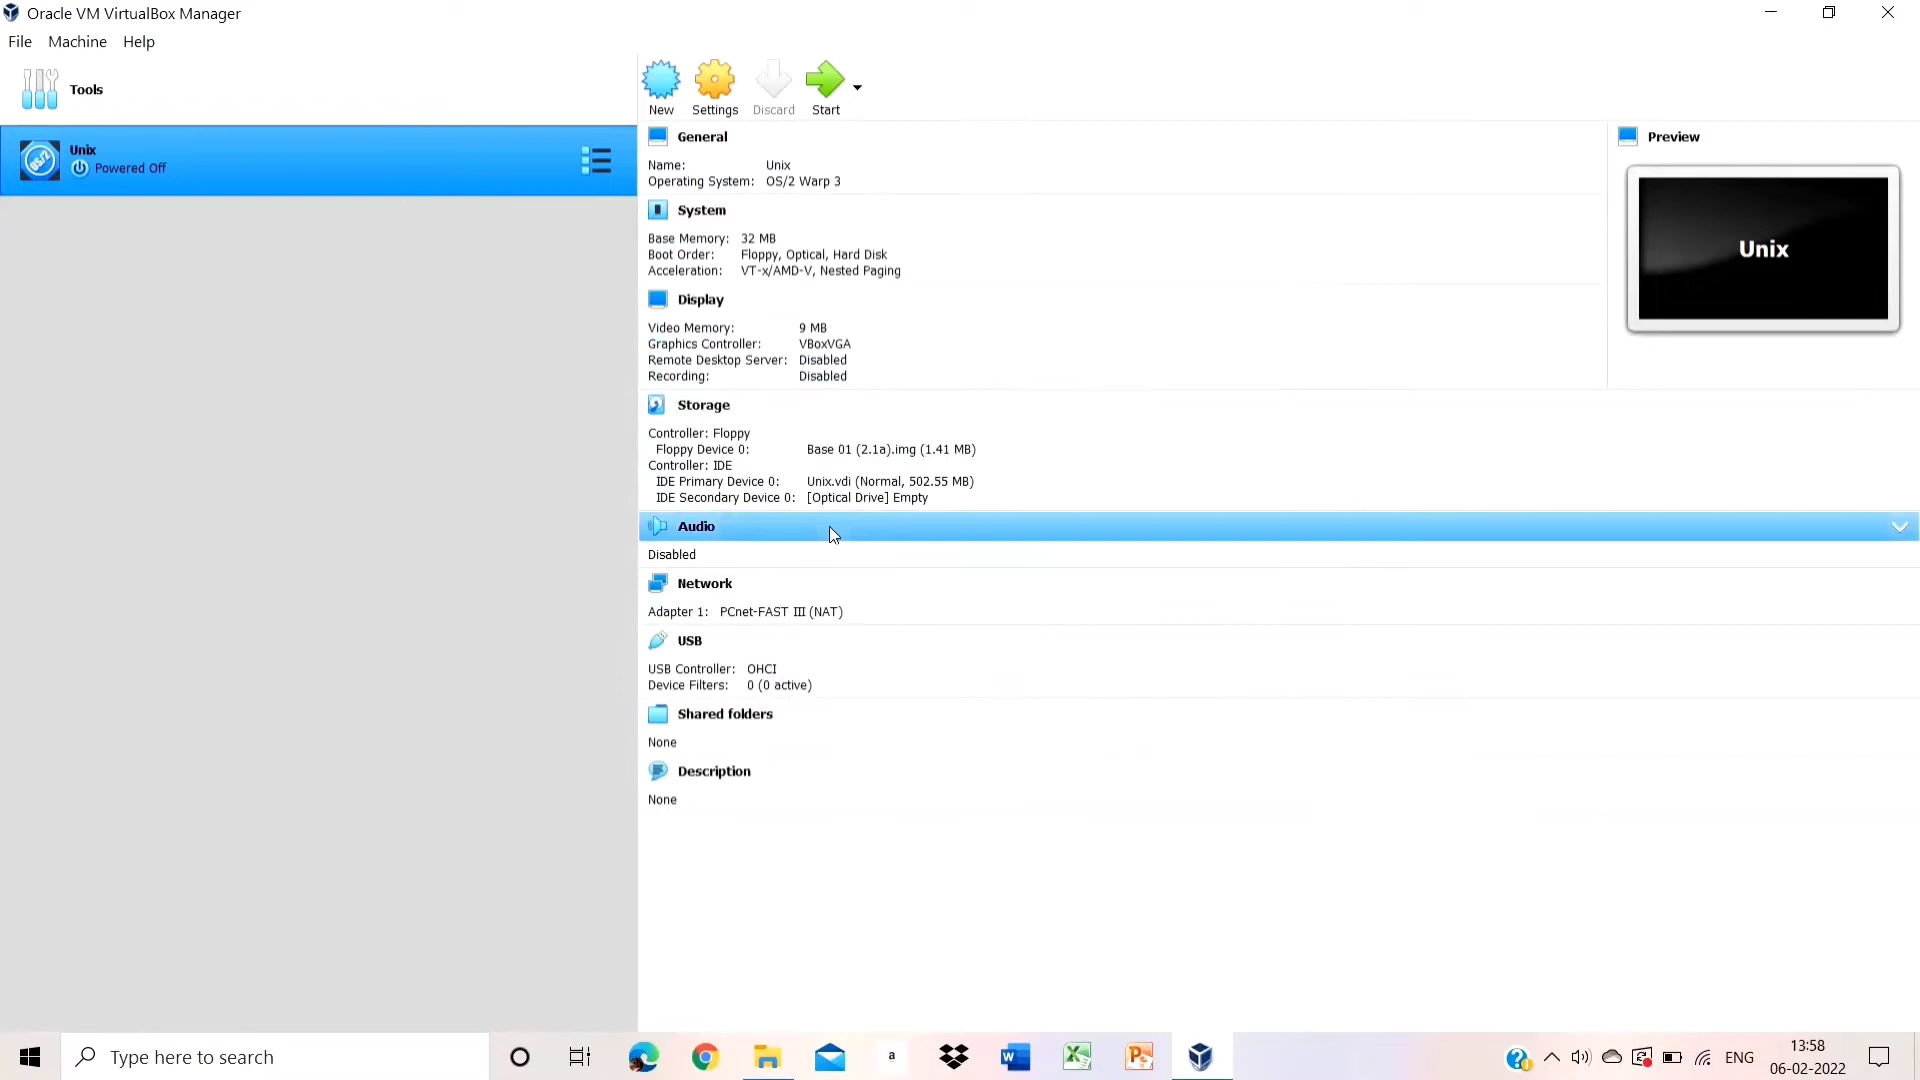 Oracle VM VirtualBox Manager
File Machine Help
Tools
Unix
Powered Off
OS/2
New Settings Discard Start
General
Name: Unix
Operating System: OS/2 Warp 3
System
Base Memory: 32 MB
Boot Order: Floppy, Optical, Hard Disk
Acceleration: VT-x/AMD-V, Nested Paging
Display
Video Memory: 9 MB
Graphics Controller: VBoxVGA
Remote Desktop Server: Disabled
Recording: Disabled
Storage
Controller: Floppy
Floppy Device 0: Base 01 (2.1a).img (1.41 MB)
Controller: IDE
IDE Primary Device 0: Unix.vdi (Normal, 502.55 MB)
IDE Secondary Device 0: [Optical Drive] Empty
Audio
Disabled
Network
Adapter 1: PCnet-FAST III (NAT)
USB
USB Controller: OHCI
Device Filters: 0 (0 active)
Shared folders
None
Description
None
Preview
Unix
Type here to search
a
ENG
13:58
06-02-2022